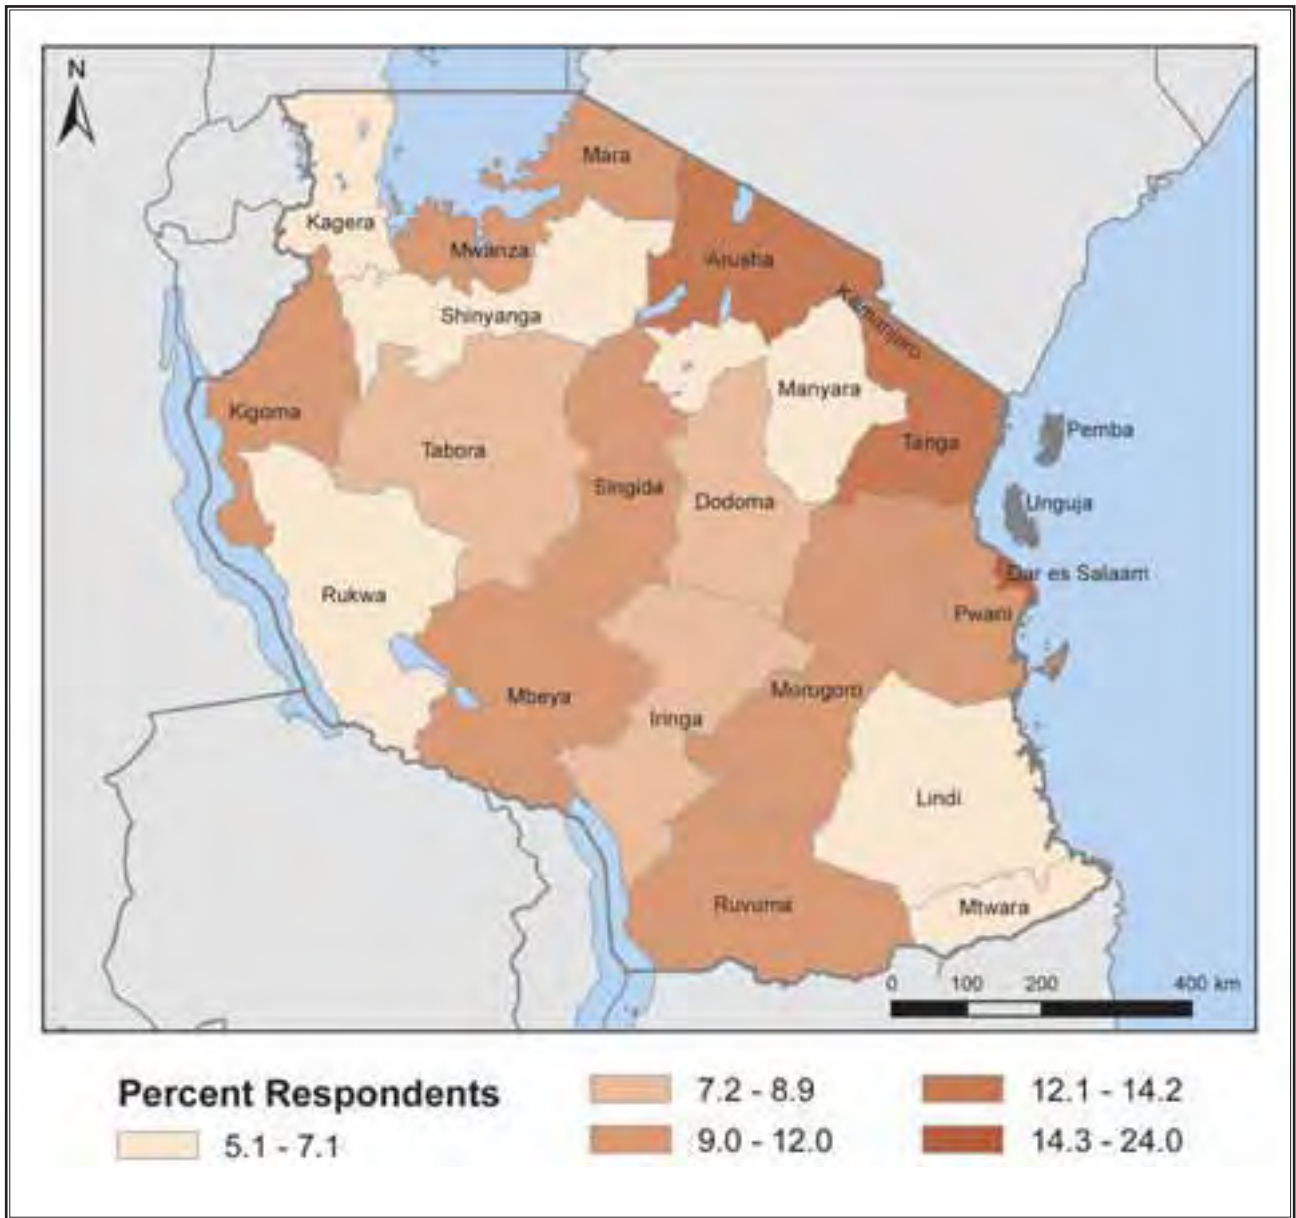 N
Mara
Kagera
Mwanza
Arusha
Shinyanga
Kilimanjaro
Manyara
Kigoma
Pemba
Tanga
Tabora
Singida
Dodoma
Unguja
Dar es Salaam
Rukwa
Pwani
Mbeya
Morogoro
Iringa
Lindi
Ruvuma
Mtwara
0 100 200 400 km
Percent Respondents
5.1 - 7.1
7.2 - 8.9
9.0 - 12.0
12.1 - 14.2
14.3 - 24.0